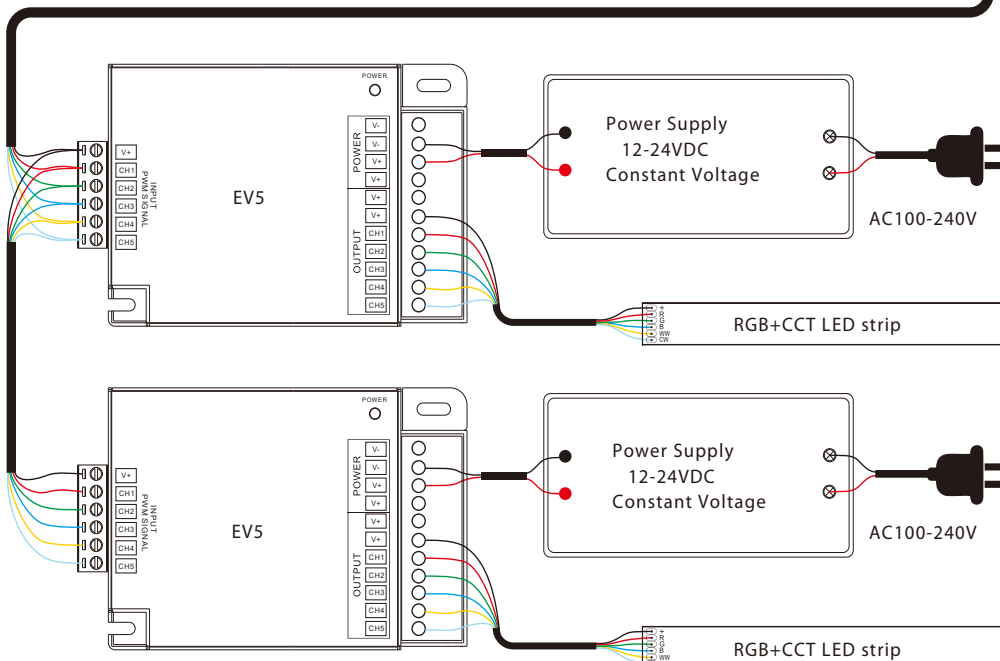 POWER
V+
CH1
CH2
CH3
CH4
CH5
INPUT
PWM SIGNAL
EV5
POWER
V-
V-
V+
V+
OUTPUT
V+
V+
CH1
CH2
CH3
CH4
CH5
Power Supply
12-24VDC
Constant Voltage
AC100-240V
+
R
G
B
WW
CW
RGB+CCT LED strip
POWER
V+
CH1
CH2
CH3
CH4
CH5
INPUT
PWM SIGNAL
EV5
POWER
V-
V-
V+
V+
OUTPUT
V+
V+
CH1
CH2
CH3
CH4
CH5
Power Supply
12-24VDC
Constant Voltage
AC100-240V
+
R
G
B
WW
RGB+CCT LED strip